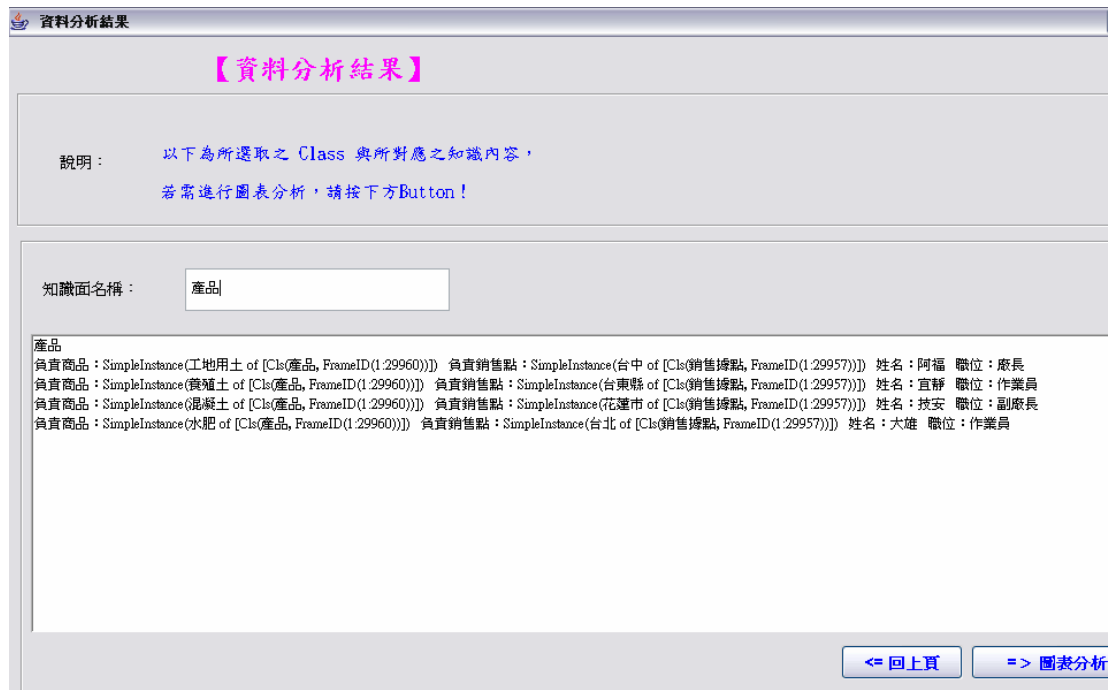 資料分析結果
【資料分析結果】
說明：
以下為所選取之 Class 與所對應之知識內容，
若需進行圖表分析，請按下方Button！
知識面名稱：
產品
產品
負責商品：SimpleInstance(工地用土 of [Cls(產品, FrameID(1:29960))]) 負責銷售點：SimpleInstance(台中 of [Cls(銷售據點, FrameID(1:29957))]) 姓名：阿福 職位：廠長
負責商品：SimpleInstance(養殖土 of [Cls(產品, FrameID(1:29960))]) 負責銷售點：SimpleInstance(台東縣 of [Cls(銷售據點, FrameID(1:29957))]) 姓名：宜靜 職位：作業員
負責商品：SimpleInstance(混凝土 of [Cls(產品, FrameID(1:29960))]) 負責銷售點：SimpleInstance(花蓮市 of [Cls(銷售據點, FrameID(1:29957))]) 姓名：技安 職位：副廠長
負責商品：SimpleInstance(水肥 of [Cls(產品, FrameID(1:29960))]) 負責銷售點：SimpleInstance(台北 of [Cls(銷售據點, FrameID(1:29957))]) 姓名：大雄 職位：作業員
<= 回上頁
=> 圖表分析